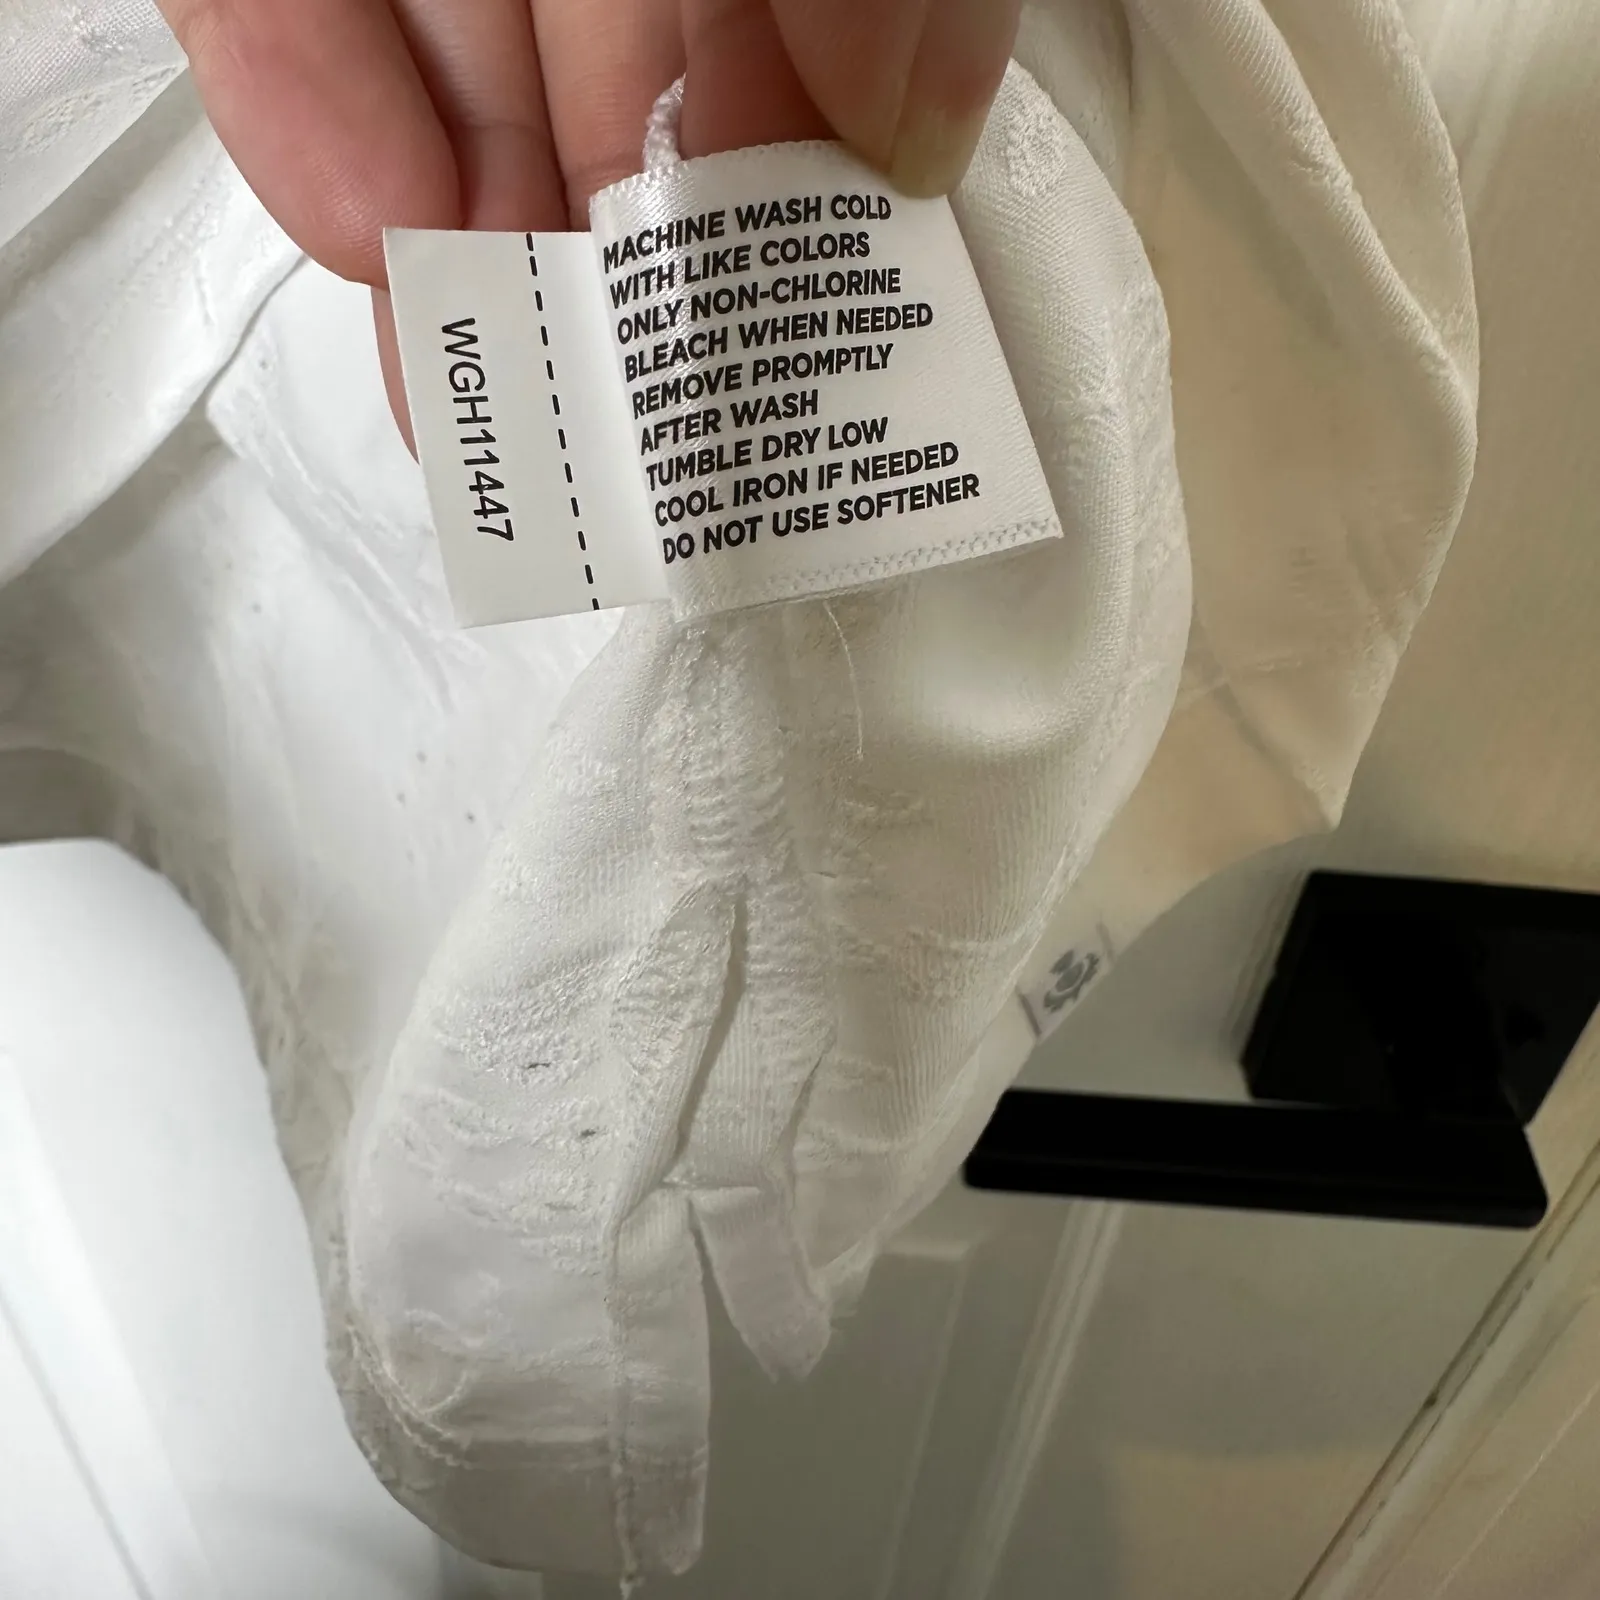 WGH11447
MACHINE WASH COLD
WITH LIKE COLORS
ONLY NON-CHLORINE
BLEACH WHEN NEEDED
REMOVE PROMPTLY
AFTER WASH
TUMBLE DRY LOW
COOL IRON IF NEEDED
DO NOT USE SOFTENER